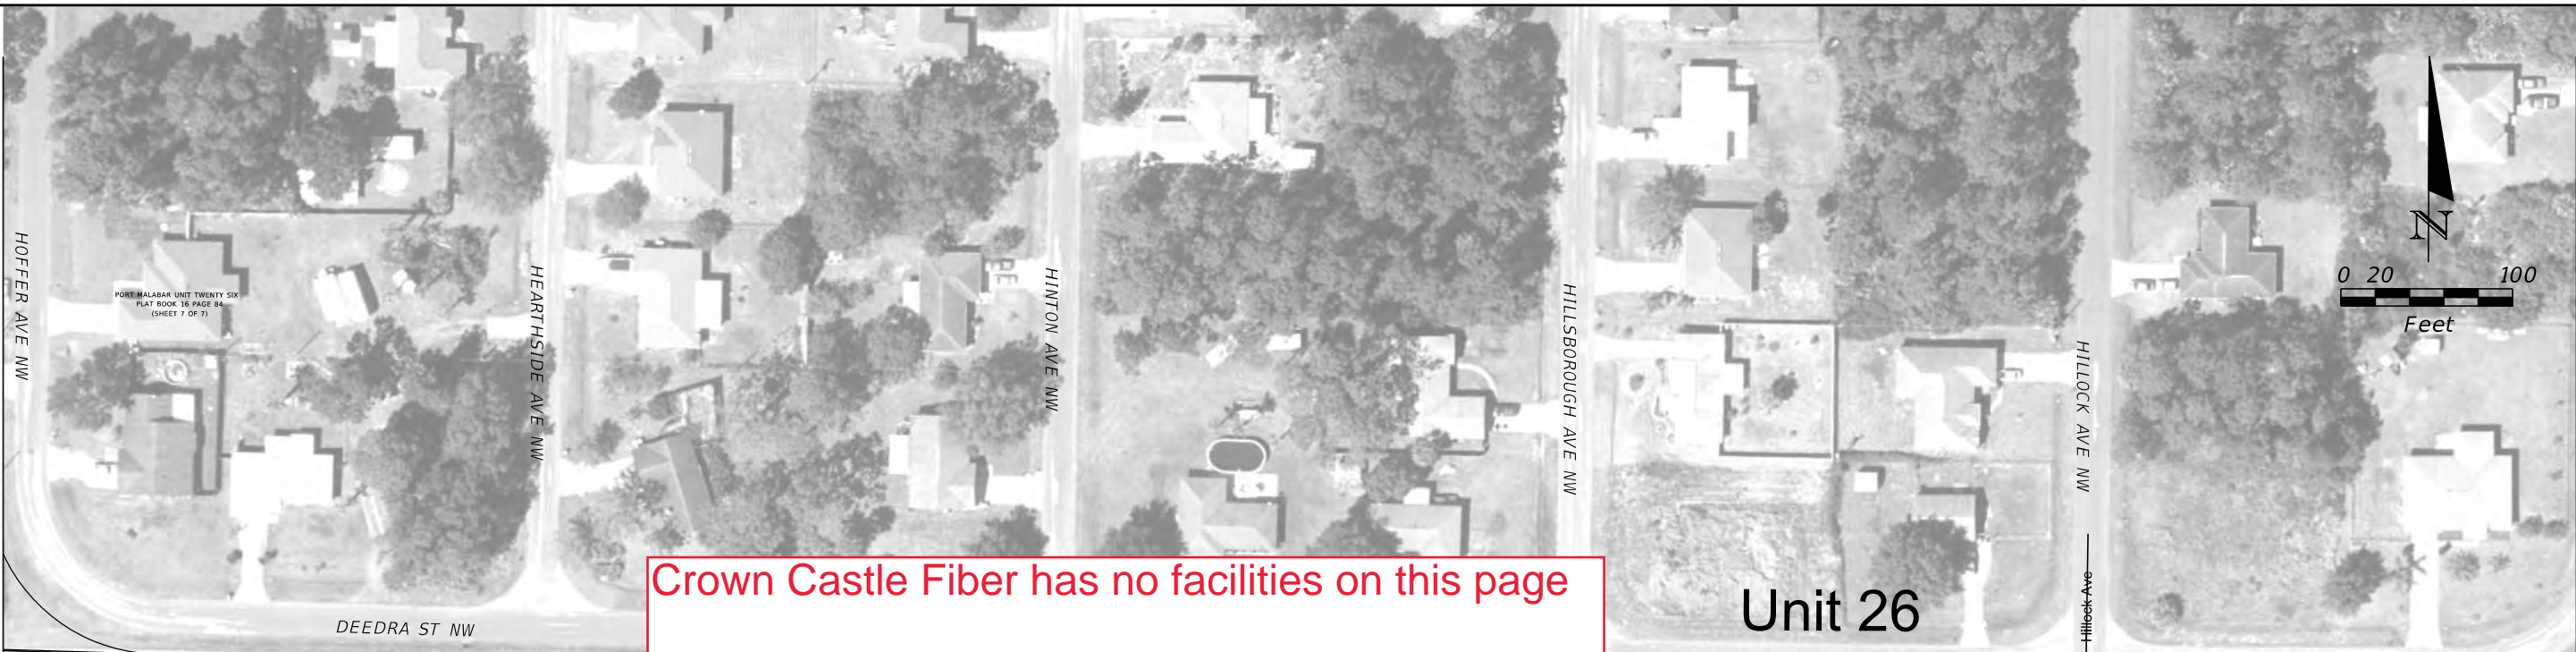 HOFFER AVE NW
PORT MALABAR UNIT TWENTY SIX
PLAT BOOK 16 PAGE 84
(SHEET 7 OF 7)
HEARTHSIDE AVE NW
HINTON AVE NW
HILLSBOROUGH AVE NW
HILLOCK AVE NW
N
0 20 100
Feet
Crown Castle Fiber has no facilities on this page
Unit 26
Hillock Ave
DEEDRA ST NW